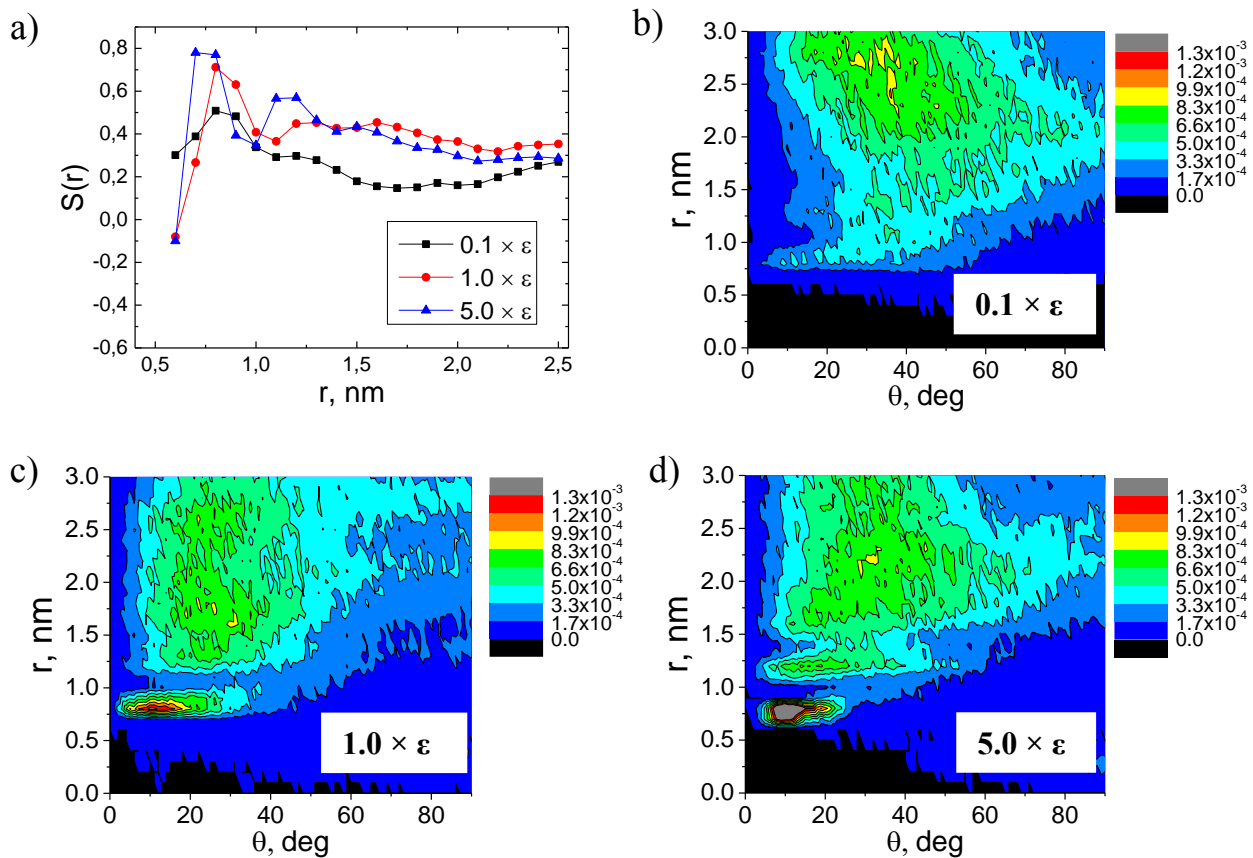 a)
S(r)
0,8
0,6
0,4
0,2
0,0
-0,2
-0,4
-0,6
0,5 1,0 1,5 2,0 2,5
r, nm
0.1 × ε
1.0 × ε
5.0 × ε
b)
r, nm
3.0
2.5
2.0
1.5
1.0
0.5
0.0
20 40 60 80
θ, deg
0.1 × ε
1.3x10-3
1.2x10-3
9.9x10-4
8.3x10-4
6.6x10-4
5.0x10-4
3.3x10-4
1.7x10-4
0.0
c)
r, nm
3.0
2.5
2.0
1.5
1.0
0.5
0.0
0 20 40 60 80
θ, deg
1.0 × ε
1.3x10-3
1.2x10-3
9.9x10-4
8.3x10-4
6.6x10-4
5.0x10-4
3.3x10-4
1.7x10-4
0.0
d)
r, nm
3.0
2.5
2.0
1.5
1.0
0.5
0.0
0 20 40 60 80
θ, deg
5.0 × ε
1.3x10-3
1.2x10-3
9.9x10-4
8.3x10-4
6.6x10-4
5.0x10-4
3.3x10-4
1.7x10-4
0.0